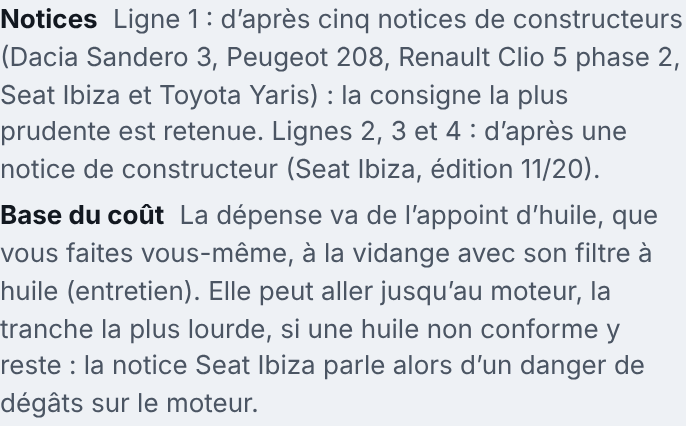 Notices Ligne 1 : d’après cinq notices de constructeurs
(Dacia Sandero 3, Peugeot 208, Renault Clio 5 phase 2,
Seat Ibiza et Toyota Yaris) : la consigne la plus
prudente est retenue. Lignes 2, 3 et 4 : d’après une
notice de constructeur (Seat Ibiza, édition 11/20).
Base du coût La dépense va de l’appoint d’huile, que
vous faites vous-même, à la vidange avec son filtre à
huile (entretien). Elle peut aller jusqu’au moteur, la
tranche la plus lourde, si une huile non conforme y
reste : la notice Seat Ibiza parle alors d’un danger de
dégâts sur le moteur.